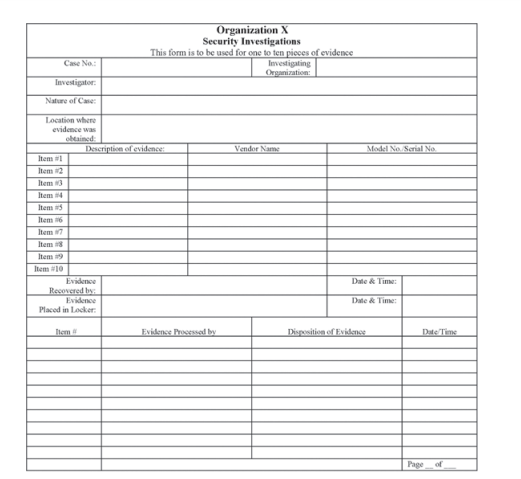 Organization X
Security Investigations
This form is to be used for one to ten pieces of evidence
Case No.:
Investigating
Organization:
Investigator:
Nature of Case:
Location where
evidence was
obtained:
Description of evidence:
Vendor Name
Model No./Serial No.
Item #1
Item #2
Item #3
Item #4
Item #5
Item #6
Item #7
Item #8
Item #9
Item #10
Evidence
Recovered by:
Date & Time:
Evidence
Placed in Locker:
Date & Time:
Item #
Evidence Processed by
Disposition of Evidence
Date/Time
Page __ of ___